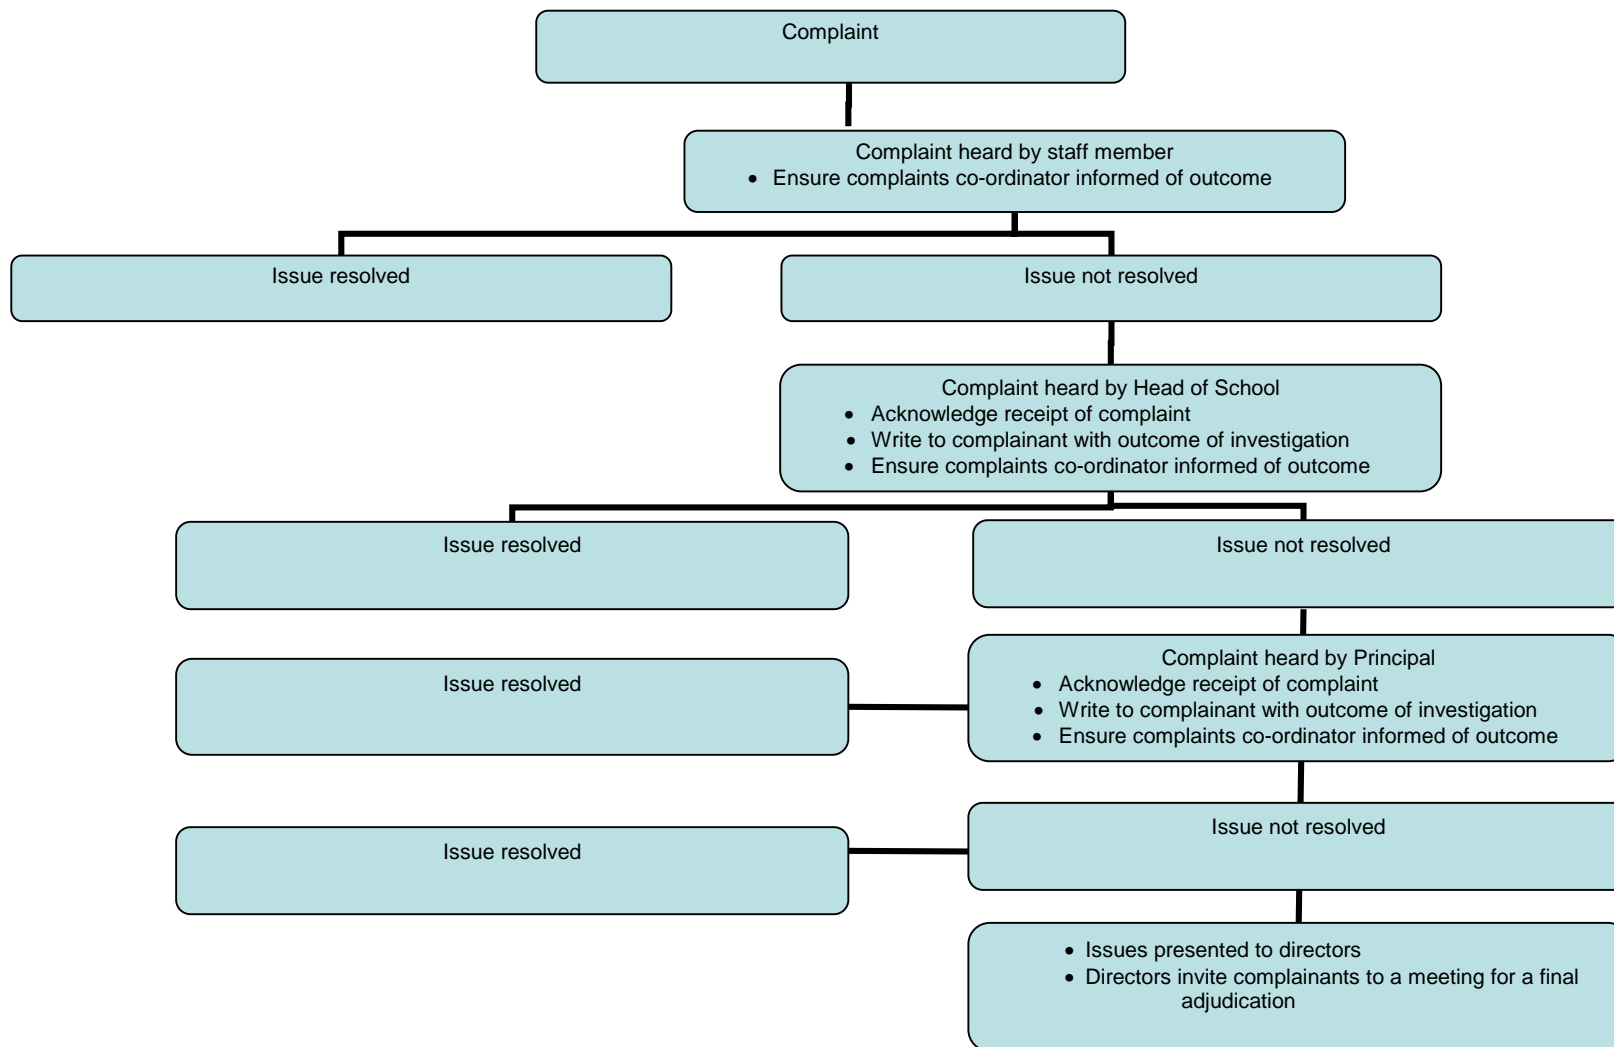 Complaint
Complaint heard by staff member
• Ensure complaints co-ordinator informed of outcome
Issue resolved
Issue not resolved
Complaint heard by Head of School
• Acknowledge receipt of complaint
• Write to complainant with outcome of investigation
• Ensure complaints co-ordinator informed of outcome
Issue resolved
Issue not resolved
Issue resolved
Complaint heard by Principal
• Acknowledge receipt of complaint
• Write to complainant with outcome of investigation
• Ensure complaints co-ordinator informed of outcome
Issue resolved
Issue not resolved
• Issues presented to directors
• Directors invite complainants to a meeting for a final
adjudication